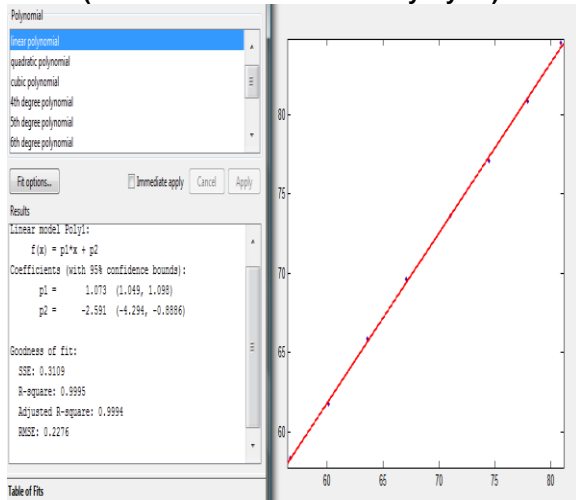 Polynomial
linear polynomial
quadratic polynomial
cubic polynomial
4th degree polynomial
5th degree polynomial
6th degree polynomial
Fit options...
Immediate apply
Cancel
Apply
Results
Linear model Poly1:
f(x) = p1*x + p2
Coefficients (with 95% confidence bounds):
p1 = 1.073 (1.049, 1.098)
p2 = -2.591 (-4.294, -0.8886)
Goodness of fit:
SSE: 0.3109
R-square: 0.9995
Adjusted R-square: 0.9994
RMSE: 0.2276
Table of Fits
80
75
70
65
60
60 65 70 75 80